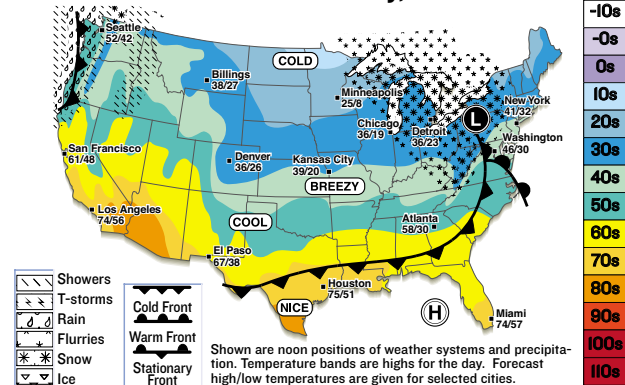 Seattle
52/42
COLD
Billings
38/27
Minneapolis
25/8
New York
41/32
Chicago
36/19
Detroit
36/23
L
Washington
46/30
San Francisco
61/48
Denver
36/26
Kansas City
39/20
BREEZY
Los Angeles
74/56
COOL
Atlanta
58/30
El Paso
67/38
Houston
75/51
NICE
H
Miami
74/57
Showers
T-storms
Rain
Flurries
Snow
Ice
Cold Front
Warm Front
Stationary
Front
Shown are noon positions of weather systems and precipita-
tion. Temperature bands are highs for the day. Forecast
high/low temperatures are given for selected cities.
-10s
-0s
0s
10s
20s
30s
40s
50s
60s
70s
80s
90s
100s
110s